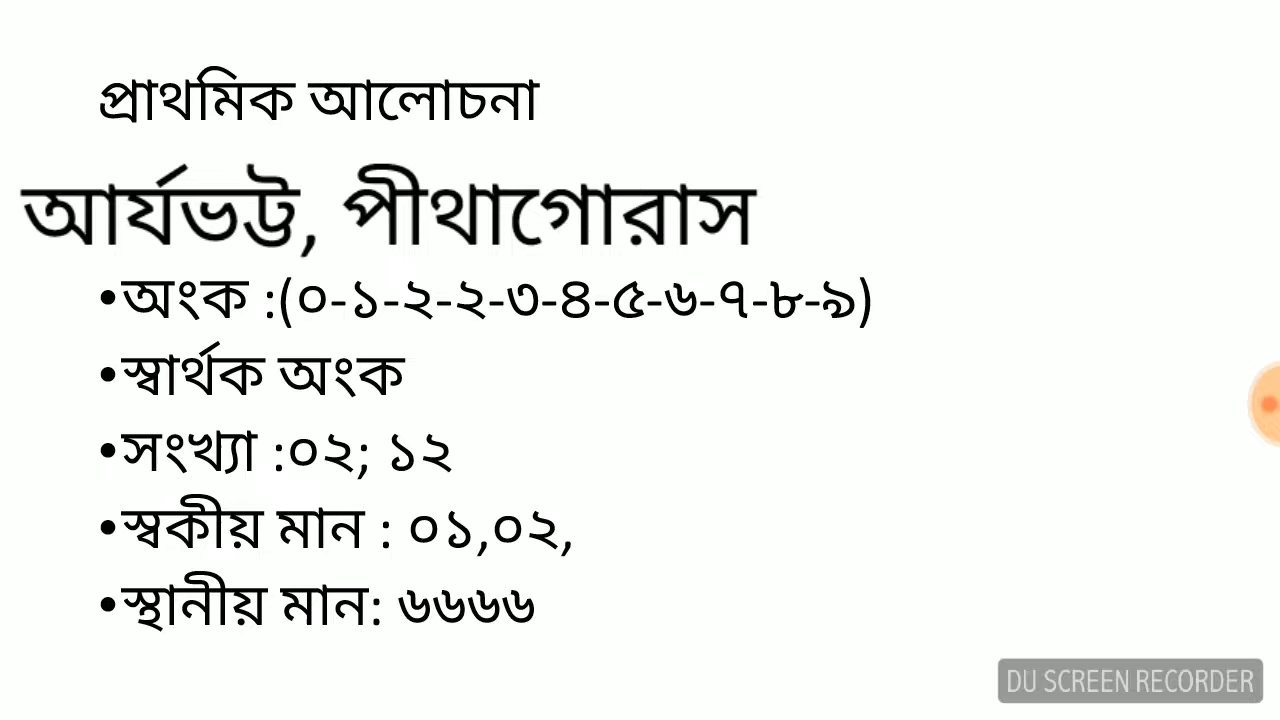 প্রাথমিক আলোচনা
আর্যভট্ট, পীথাগোরাস
•অংক :(০-১-২-২-৩-৪-৫-৬-৭-৮-৯)
•স্বার্থক অংক
•সংখ্যা :০২; ১২
•স্বকীয় মান : ০১,০২,
•স্থানীয় মান: ৬৬৬৬
DU SCREEN RECORDER